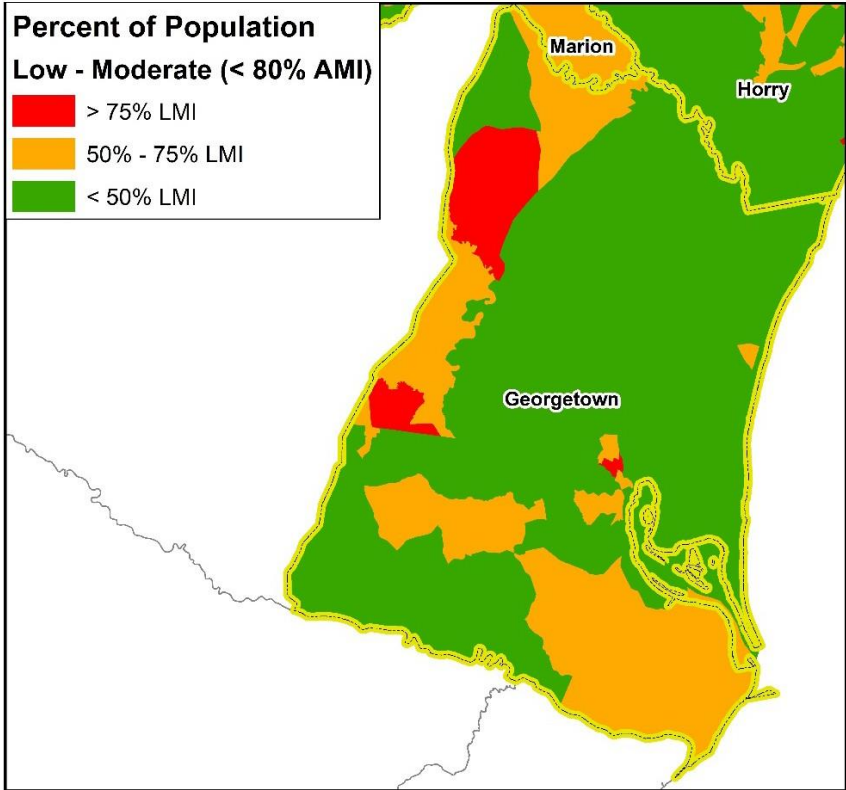 Percent of Population
Low - Moderate (< 80% AMI)
> 75% LMI
50% - 75% LMI
< 50% LMI
Marion
Horry
Georgetown